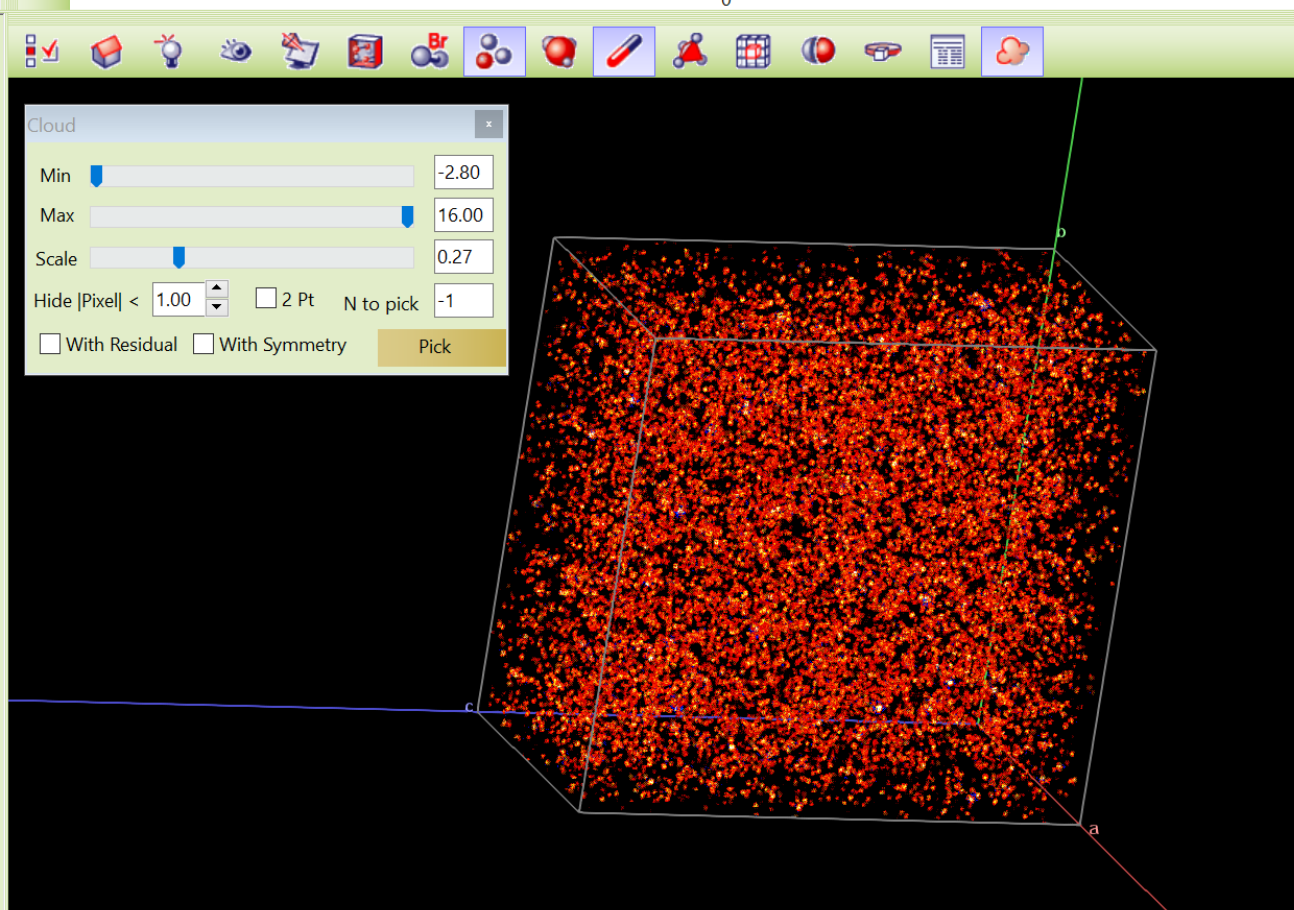 Br
Cloud
x
Min -2.80
Max 16.00
Scale 0.27
Hide |Pixel| < 1.00 2 Pt N to pick -1
With Residual With Symmetry Pick
b
c
a